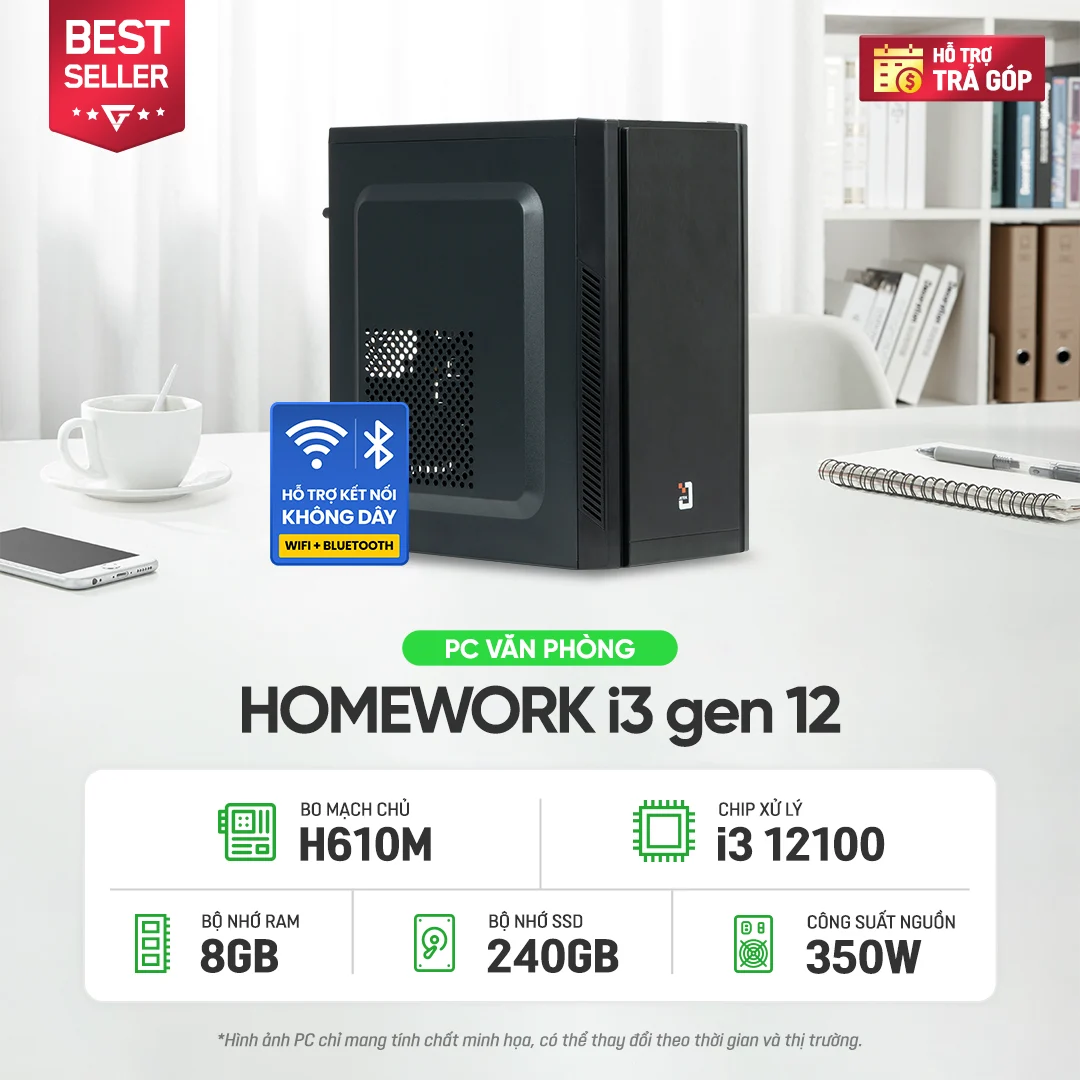 BEST
SELLER
HỖ TRỢ
TRẢ GÓP
HỖ TRỢ KẾT NỐI
KHÔNG DÂY
WIFI + BLUETOOTH
PC VĂN PHÒNG
HOMEWORK i3 gen 12
BO MẠCH CHỦ
H610M
CHIP XỬ LÝ
i3 12100
BỘ NHỚ RAM
8GB
BỘ NHỚ SSD
240GB
CÔNG SUẤT NGUỒN
350W
*Hình ảnh PC chỉ mang tính chất minh họa, có thể thay đổi theo thời gian và thị trường.